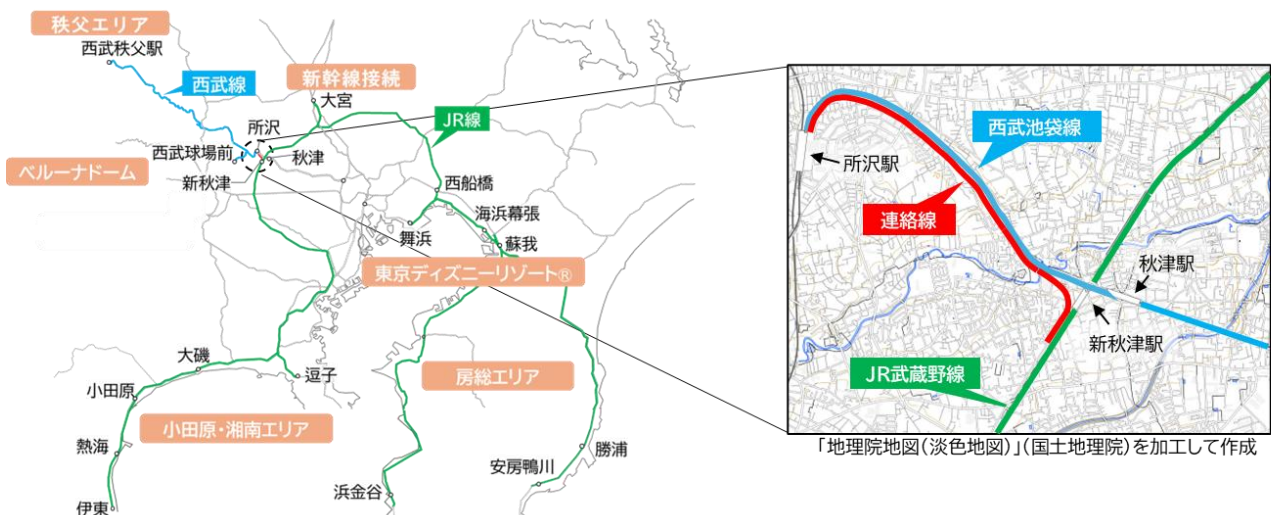 秩父エリア
西武秩父駅
西武線
新幹線接続
大宮
JR線
所沢
西武球場前
秋津
ベルーナドーム
新秋津
西船橋
海浜幕張
舞浜
蘇我
東京ディズニーリゾート®
大磯
逗子
小田原
房総エリア
小田原・湘南エリア
熱海
勝浦
安房鴨川
浜金谷
伊東
西武池袋線
所沢駅
連絡線
秋津駅
新秋津駅
JR武蔵野線
「地理院地図(淡色地図)」(国土地理院)を加工して作成